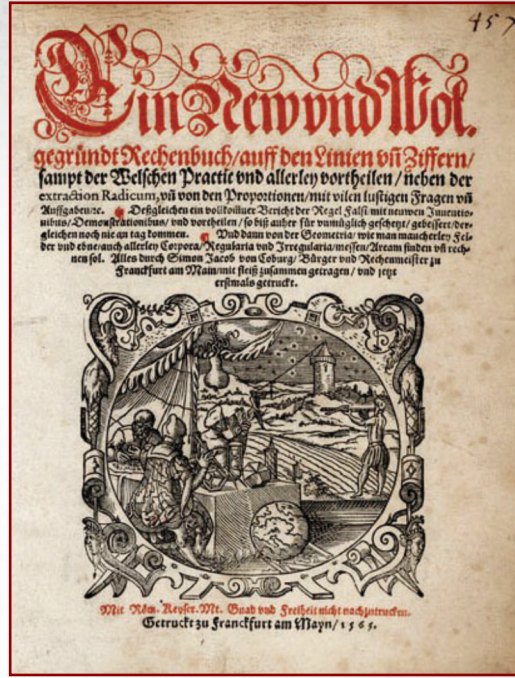 457
Ein New und Wol-
gegründt Rechenbuch/auff den Linien vñ Ziffern/
sampt der Welschen Practic vnd allerley vortheilen/neben der
extraction Radicum, vñ von den Proportionen/mit vilen lustigen Fragen vñ
Auffgaben/ꝛc. Deßgleichen ein volkomner Bericht der Regel Falsi mit neuwen Inuentio-
nibus/Demonstrationibus/vnd vortheilen/so biß anher für vnmüglich geschetzt/gebessert/der-
gleichen noch nie an tag kommen. Vnd dann von der Geometria/wie man mancherley Fel-
der vnd ebne/auch allerley Corpora/Regularia vnd Irregularia/messen/Aream finden vñ rech-
nen sol. Alles durch Simon Jacob von Coburg/Bürger vnd Rechenmeister zu
Franckfurt am Main/mit fleiß zusammen getragen/vnd jetzt
erstmals getruckt.
Mit Röm. Keyser. Mt. Gnad vnd Freiheit nicht nachzutrucken.
Getruckt zu Franckfurt am Mayn/1565.